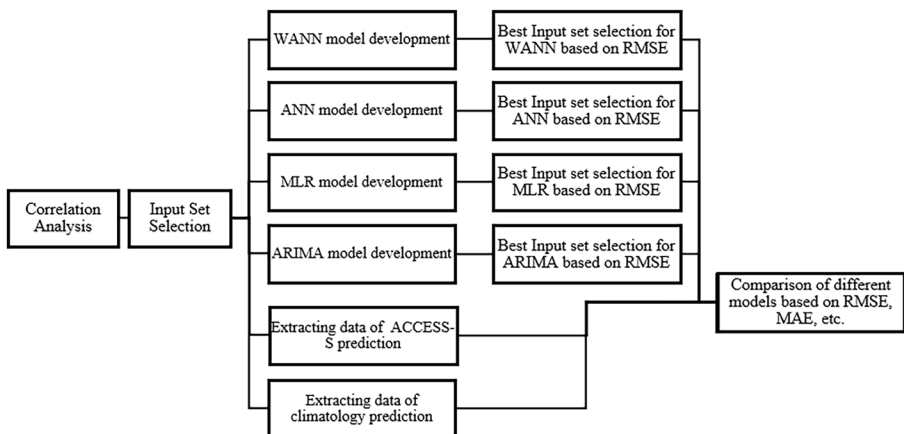 Correlation
Analysis
Input Set
Selection
WANN model development
Best Input set selection for
WANN based on RMSE
ANN model development
Best Input set selection for
ANN based on RMSE
MLR model development
Best Input set selection for
MLR based on RMSE
ARIMA model development
Best Input set selection for
ARIMA based on RMSE
Extracting data of ACCESS-
S prediction
Extracting data of
climatology prediction
Comparison of different
models based on RMSE,
MAE, etc.